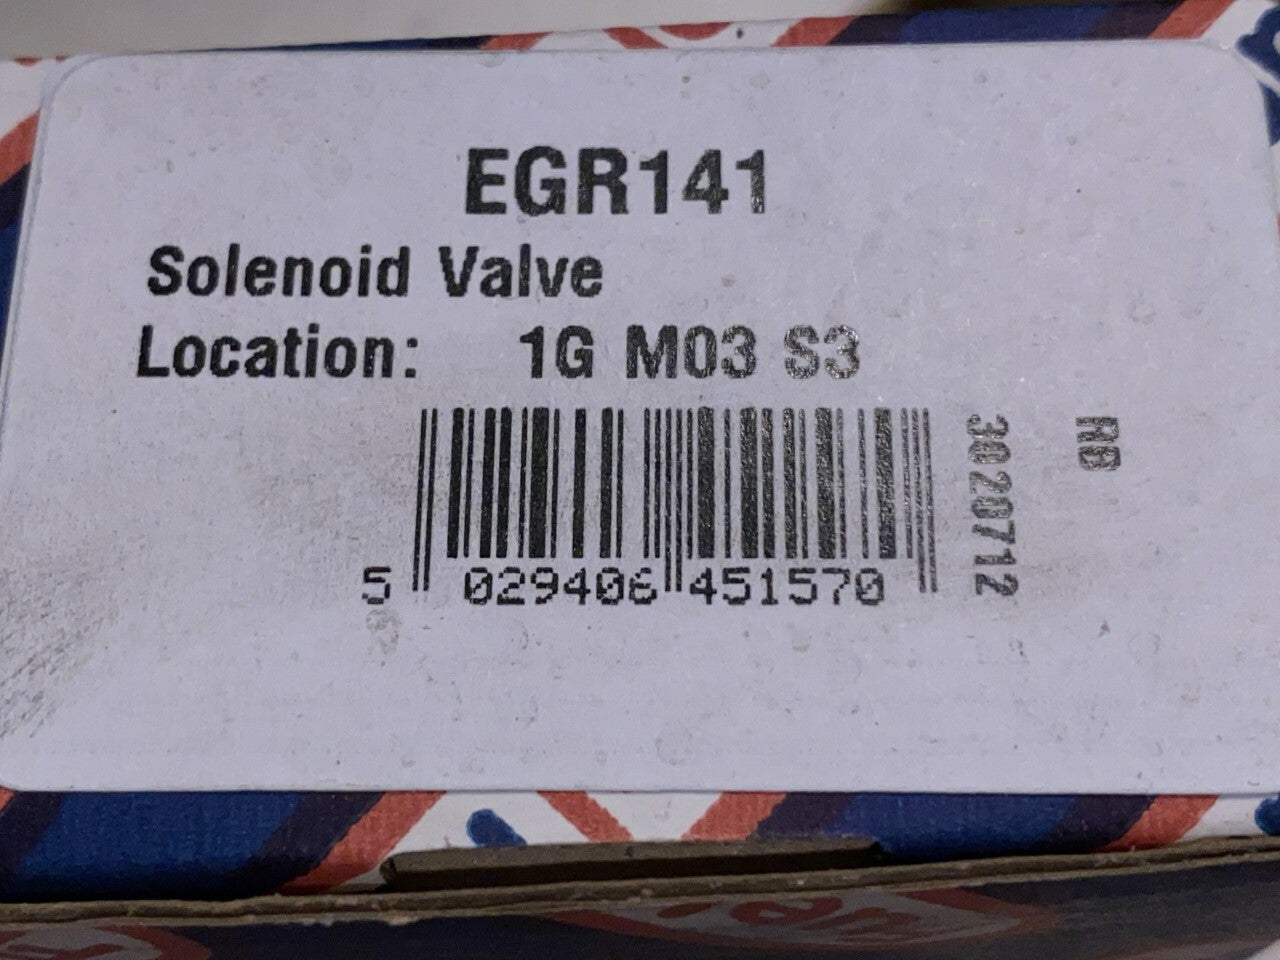 EGR141
Solenoid Valve
Location: 1G M03 S3
5 029406 451570
3020712
RB